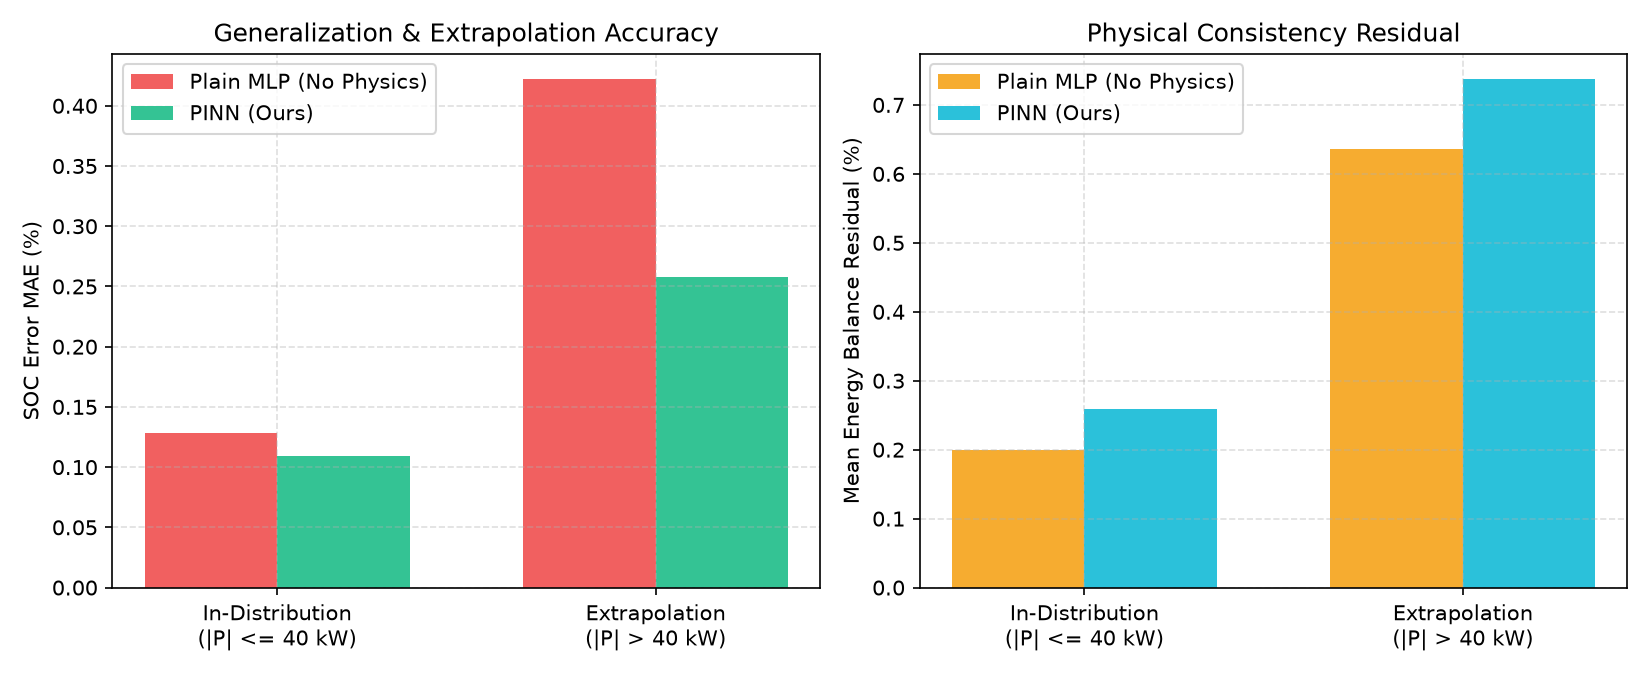 Generalization & Extrapolation Accuracy
Plain MLP (No Physics)
PINN (Ours)
SOC Error MAE (%)
0.40
0.35
0.30
0.25
0.20
0.15
0.10
0.05
0.00
In-Distribution
(|P| <= 40 kW)
Extrapolation
(|P| > 40 kW)
Physical Consistency Residual
Plain MLP (No Physics)
PINN (Ours)
Mean Energy Balance Residual (%)
0.7
0.6
0.5
0.4
0.3
0.2
0.1
0.0
In-Distribution
(|P| <= 40 kW)
Extrapolation
(|P| > 40 kW)